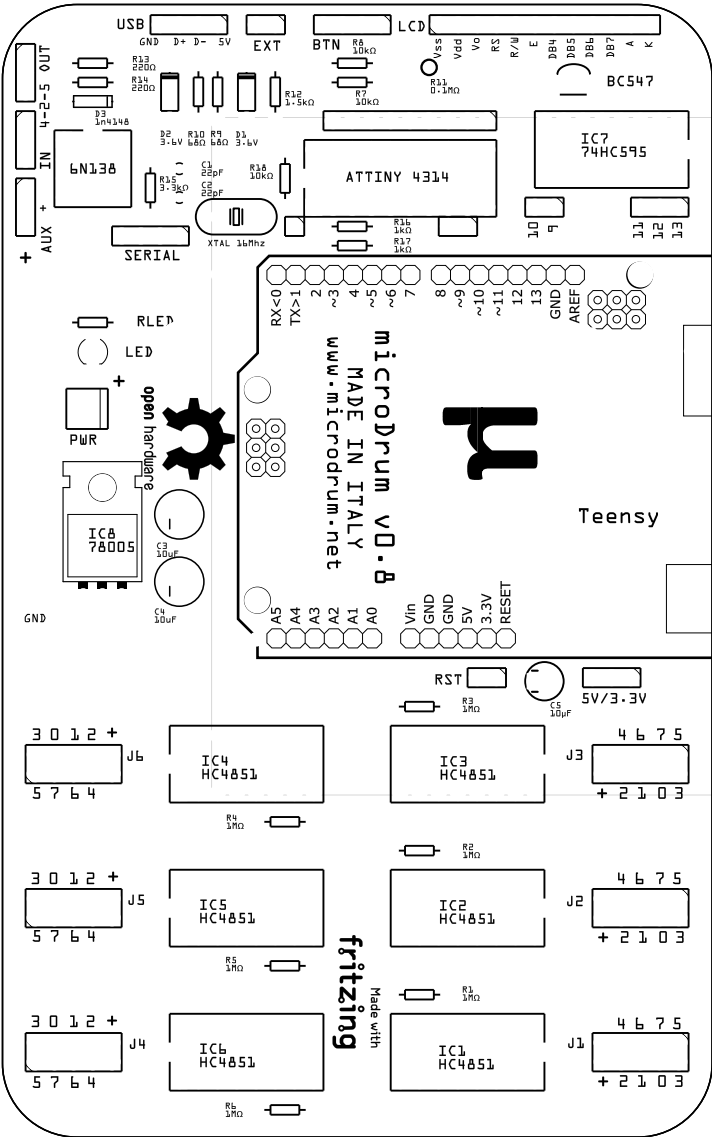 USB
GND D+ D- 5V
EXT
BTN
R8
10kΩ
LCD
Vss
Vdd
Vo
RS
R/W
E
DB4
DB5
DB6
DB7
A
K
4-2-5 OUT
IN
AUX +
+
R13
220Ω
R14
220Ω
D3
1n4148
R12
1.5kΩ
R7
10kΩ
R11
0.1MΩ
BC547
D2
3.6V
R10
68Ω
R9
68Ω
D1
3.6V
6N138
R15
3.3kΩ
C1
22pF
C2
22pF
R18
10kΩ
ATTINY 4314
IC7
74HC595
XTAL 16Mhz
R16
1kΩ
R17
1kΩ
10
9
11
12
13
SERIAL
RX<0
TX>1
2
~3
4
~5
~6
7
8
~9
~10
~11
12
13
GND
AREF
RLED
LED
+
PWR
open hardware
microDrum v0.8
MADE IN ITALY
www.microdrum.net
m
Teensy
IC8
78005
C3
10uF
C4
10uF
GND
A5
A4
A3
A2
A1
A0
Vin
GND
GND
5V
3.3V
RESET
RST
C5
10µF
5V/3.3V
R3
1MΩ
3 0 1 2 +
J6
5 7 6 4
IC4
HC4851
IC3
HC4851
J3
4 6 7 5
+ 2 1 0 3
R4
1MΩ
R2
1MΩ
3 0 1 2 +
J5
5 7 6 4
IC5
HC4851
IC2
HC4851
J2
4 6 7 5
+ 2 1 0 3
R5
1MΩ
Made with
fritzing
R1
1MΩ
3 0 1 2 +
J4
5 7 6 4
IC6
HC4851
IC1
HC4851
J1
4 6 7 5
+ 2 1 0 3
R6
1MΩ